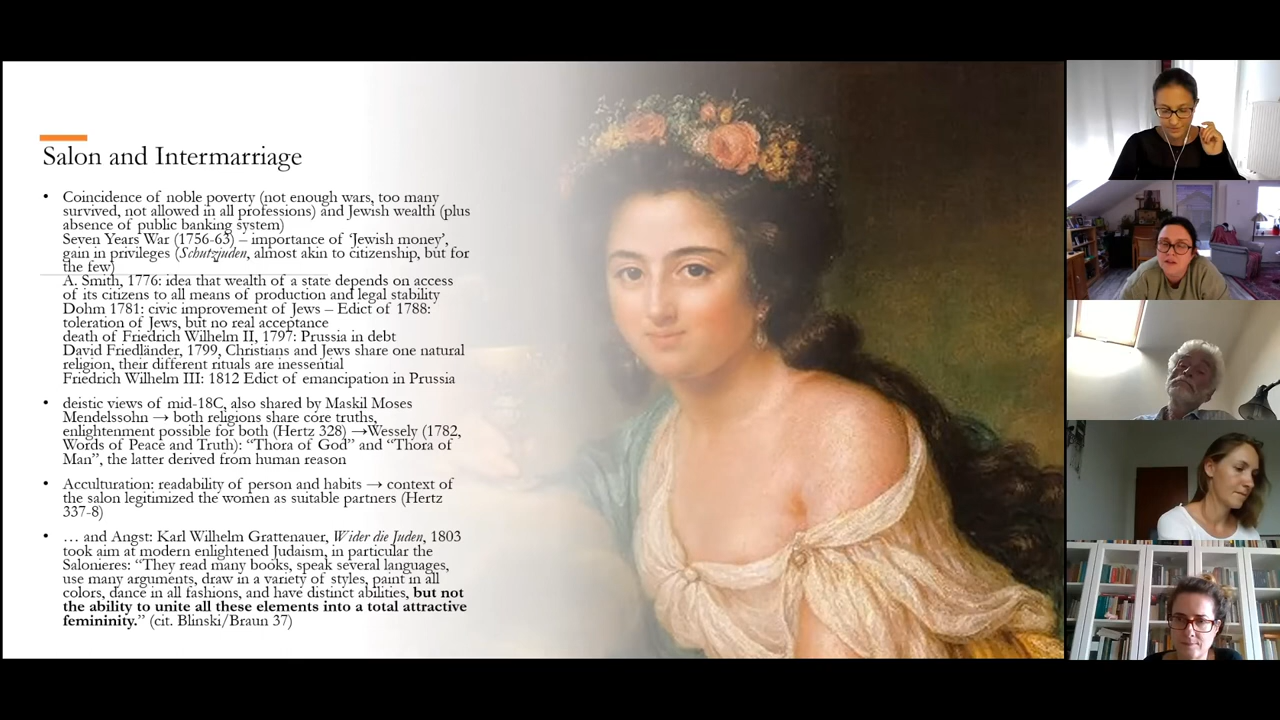 Salon and Intermarriage
• Coincidence of noble poverty (not enough wars, too many
survived, not allowed in all professions) and Jewish wealth (plus
absence of public banking system)
Seven Years War (1756-63) – importance of ‘Jewish money’,
gain in privileges (Schutzjuden, almost akin to citizenship, but for
the few)
A. Smith, 1776: idea that wealth of a state depends on access
of its citizens to all means of production and legal stability
Dohm 1781: civic improvement of Jews – Edict of 1788:
toleration of Jews, but no real acceptance
death of Friedrich Wilhelm II, 1797: Prussia in debt
David Friedländer, 1799, Christians and Jews share one natural
religion, their different rituals are inessential
Friedrich Wilhelm III: 1812 Edict of emancipation in Prussia
• deistic views of mid-18C, also shared by Maskil Moses
Mendelssohn → both religions share core truths,
enlightenment possible for both (Hertz 328) →Wessely (1782,
Words of Peace and Truth): “Thora of God” and “Thora of
Man”, the latter derived from human reason
• Acculturation: readability of person and habits → context of
the salon legitimized the women as suitable partners (Hertz
337-8)
• … and Angst: Karl Wilhelm Grattenauer, Wider die Juden, 1803
took aim at modern enlightened Judaism, in particular the
Salonieres: “They read many books, speak several languages,
use many arguments, draw in a variety of styles, paint in all
colors, dance in all fashions, and have distinct abilities, but not
the ability to unite all these elements into a total attractive
femininity.” (cit. Blinski/Braun 37)